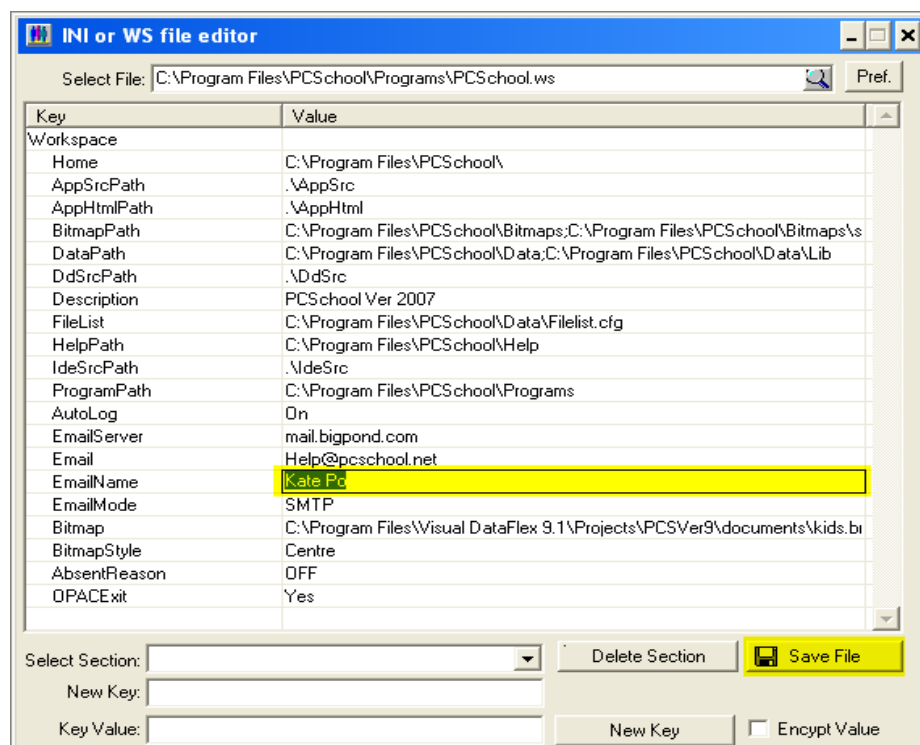 INI or WS file editor
Select File: C:\Program Files\PCSchool\Programs\PCSchool.ws Pref.
Key Value
Workspace
Home C:\Program Files\PCSchool\
AppSrcPath .\AppSrc
AppHtmlPath .\AppHtml
BitmapPath C:\Program Files\PCSchool\Bitmaps;C:\Program Files\PCSchool\Bitmaps\s
DataPath C:\Program Files\PCSchool\Data;C:\Program Files\PCSchool\Data\Lib
DdSrcPath .\DdSrc
Description PCSchool Ver 2007
FileList C:\Program Files\PCSchool\Data\Filelist.cfg
HelpPath C:\Program Files\PCSchool\Help
IdeSrcPath .\IdeSrc
ProgramPath C:\Program Files\PCSchool\Programs
AutoLog On
EmailServer mail.bigpond.com
Email Help@pcschool.net
EmailName Kate Po
EmailMode SMTP
Bitmap C:\Program Files\Visual DataFlex 9.1\Projects\PCSVer9\documents\kids.b
BitmapStyle Centre
AbsentReason OFF
OPACExit Yes
Select Section: Delete Section Save File
New Key:
Key Value: New Key Encypt Value